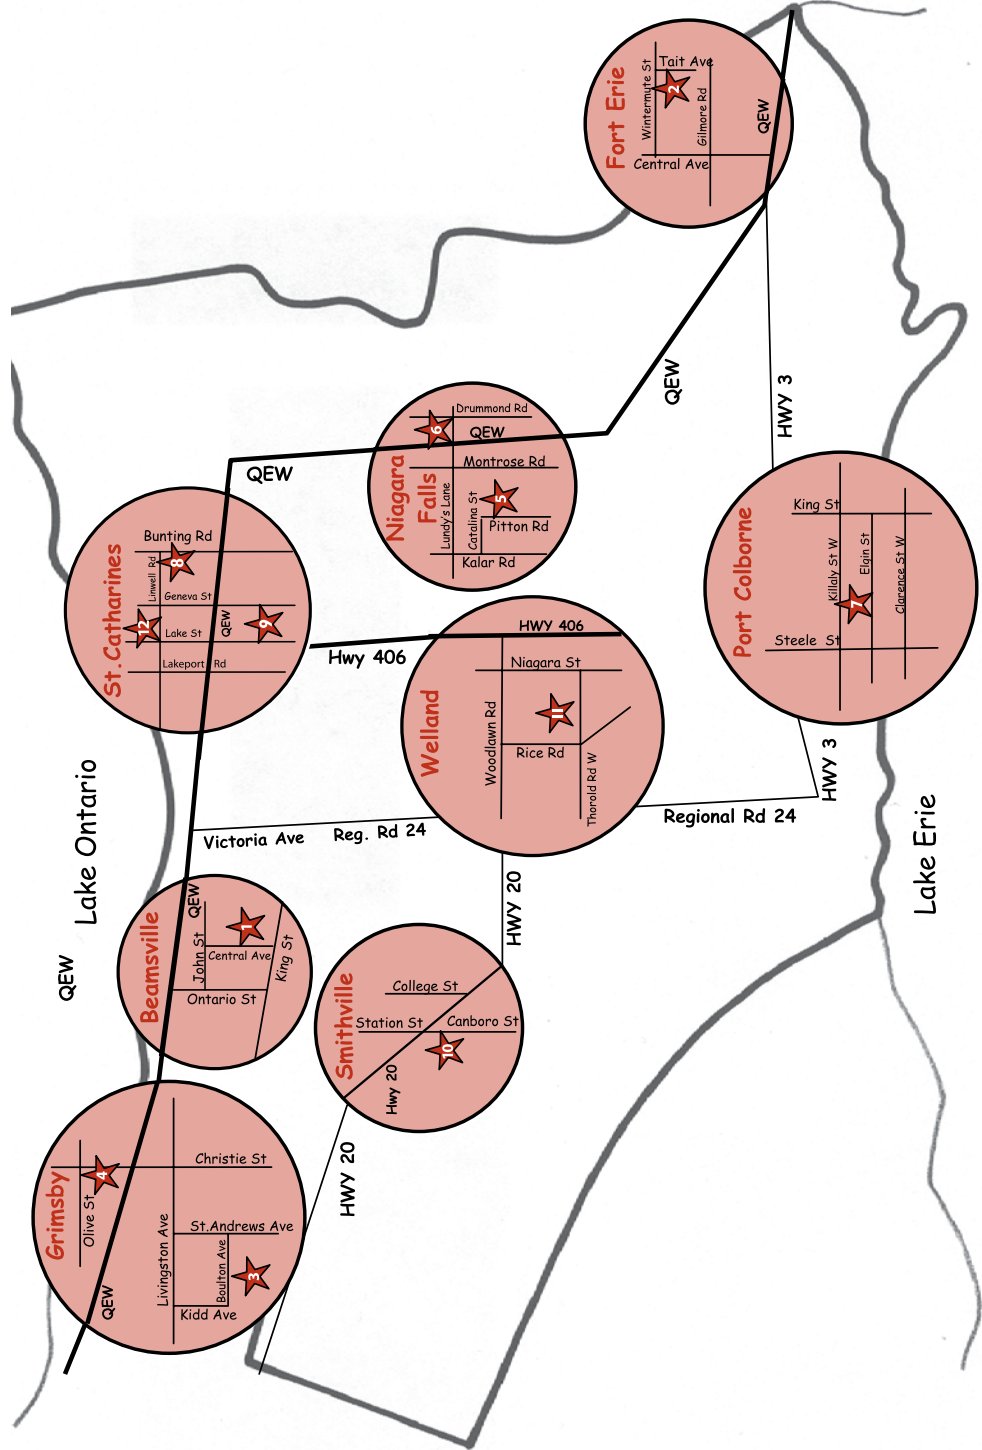 Fort Erie
Wintermute St
Tait Ave
2
Gilmore Rd
Central Ave
QEW
QEW
HWY 3
Niagara
Falls
Drummond Rd
6
QEW
Montrose Rd
Lundy's Lane
Catalina St
5
Pitton Rd
Kalar Rd
QEW
St. Catharines
Bunting Rd
Linwell Rd
8
Geneva St
12
Lake St
QEW
9
Lakeport Rd
Hwy 406
Welland
HWY 406
Niagara St
Woodlawn Rd
11
Rice Rd
Thorold Rd W
Port Colborne
King St
Killaly St W
Elgin St
Clarence St W
7
Steele St
HWY 3
Regional Rd 24
Victoria Ave
Reg. Rd 24
Lake Ontario
Lake Erie
QEW
Beamsville
QEW
John St
1
Central Ave
King St
Ontario St
HWY 20
Smithville
College St
Station St
Canboro St
10
Hwy 20
HWY 20
Grimsby
4
Olive St
Christie St
QEW
Livingston Ave
St.Andrews Ave
Boulton Ave
3
Kidd Ave